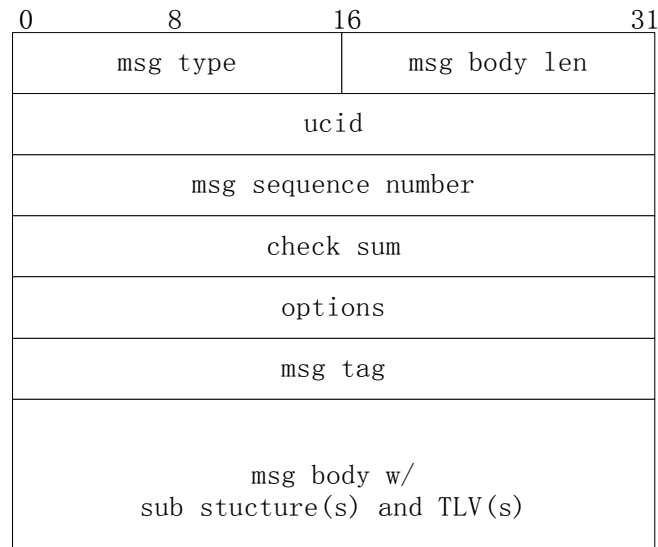 0 8 16 31
msg type msg body len
ucid
msg sequence number
check sum
options
msg tag
msg body w/
sub stucture(s) and TLV(s)